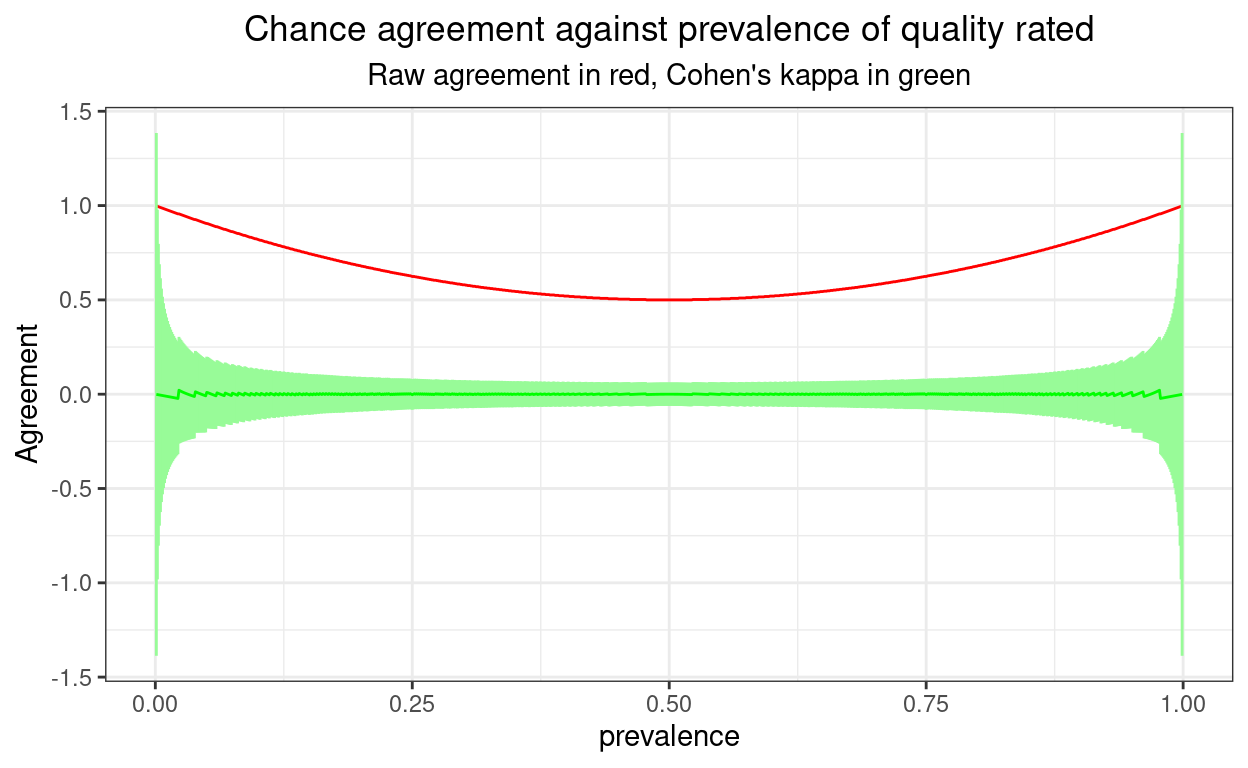 Chance agreement against prevalence of quality rated
Raw agreement in red, Cohen's kappa in green
1.5
1.0
0.5
0.0
-0.5
-1.0
-1.5
Agreement
0.00 0.25 0.50 0.75 1.00
prevalence